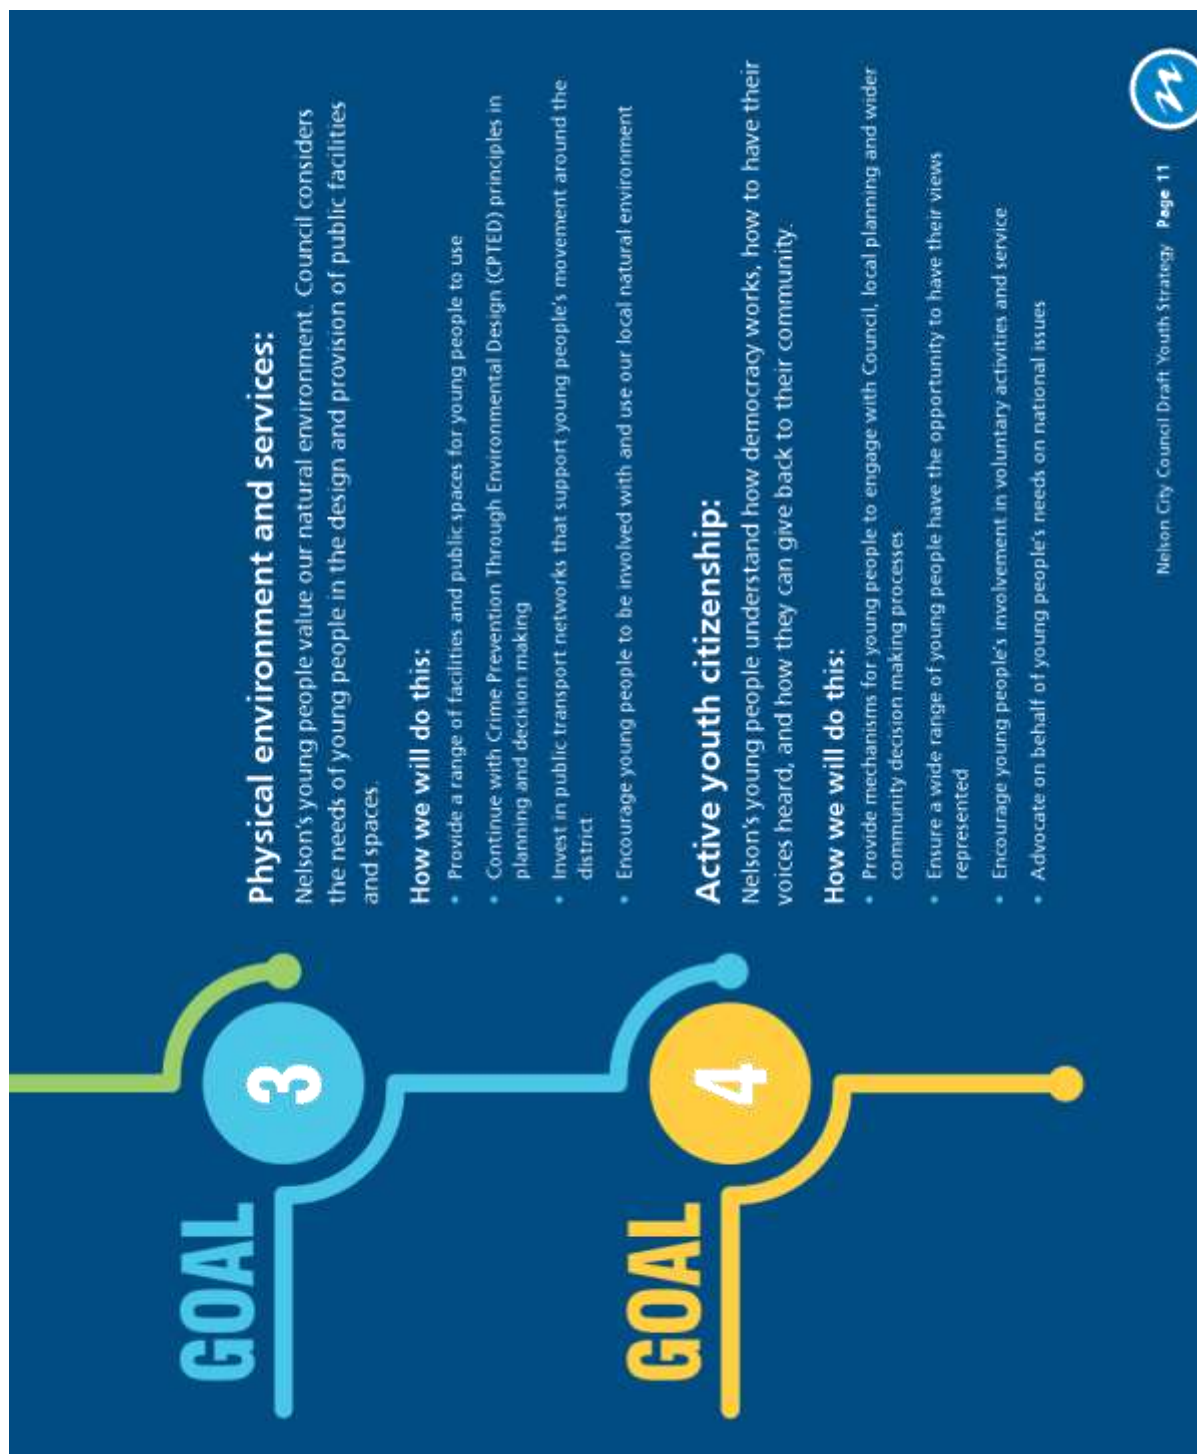 GOAL
3
Physical environment and services:
Nelson's young people value our natural environment. Council considers
the needs of young people in the design and provision of public facilities
and spaces.
How we will do this:
• Provide a range of facilities and public spaces for young people to use
• Continue with Crime Prevention Through Environmental Design (CPTED) principles in
planning and decision making
• Invest in public transport networks that support young people's movement around the
district
• Encourage young people to be involved with and use our local natural environment
GOAL
4
Active youth citizenship:
Nelson's young people understand how democracy works, how to have their
voices heard, and how they can give back to their community.
How we will do this:
• Provide mechanisms for young people to engage with Council, local planning and wider
community decision making processes
• Ensure a wide range of young people have the opportunity to have their views
represented
• Encourage young people's involvement in voluntary activities and service
• Advocate on behalf of young people's needs on national issues
Nelson City Council Draft Youth Strategy Page 11